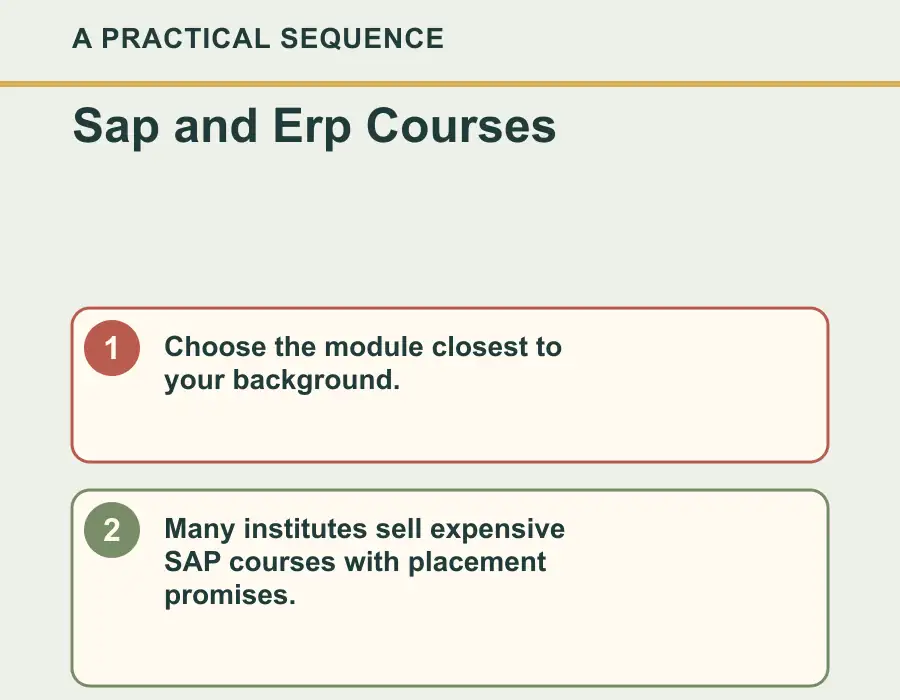 A PRACTICAL SEQUENCE
Sap and Erp Courses
1
Choose the module closest to
your background.
2
Many institutes sell expensive
SAP courses with placement
promises.